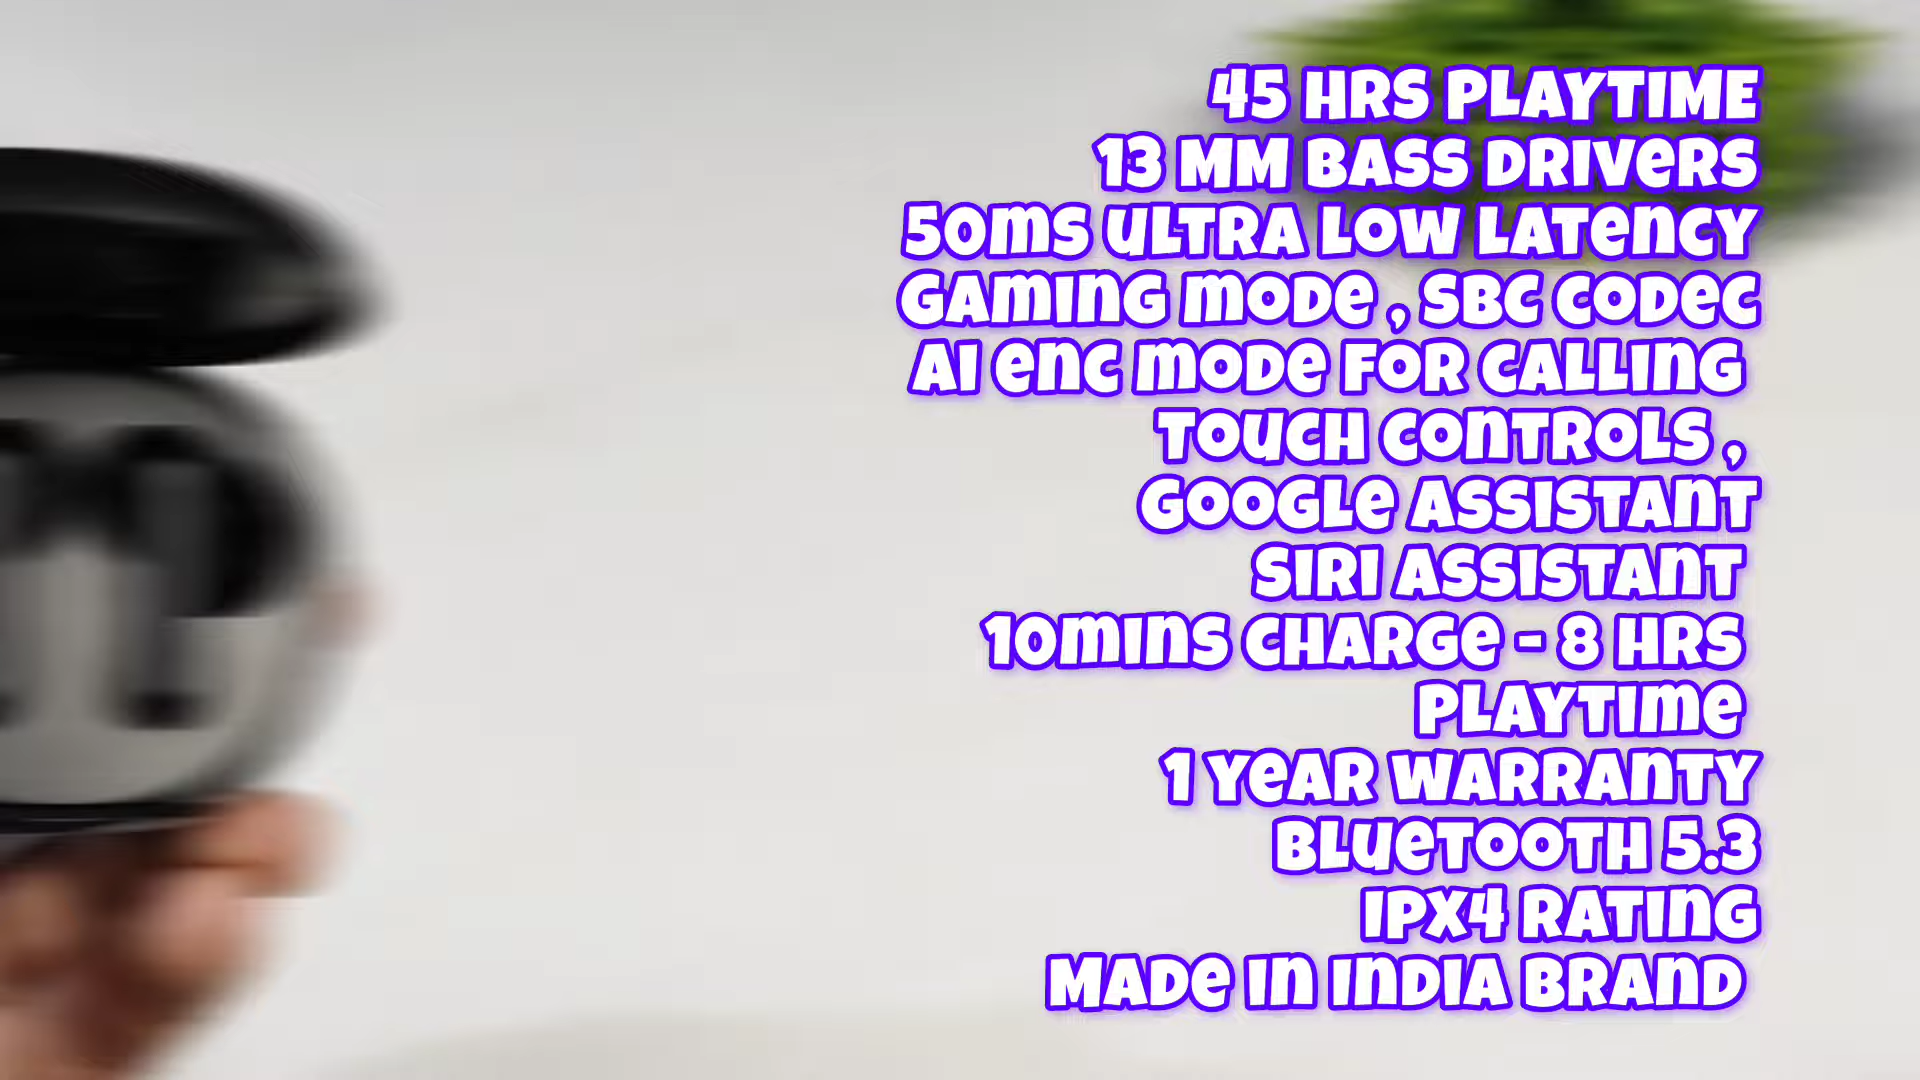 45 HRS PLAYTIME
13 MM BASS DRIVERS
50ms ULTRA LOW LATENCY
GAMING MODE , SBC CODEC
AI ENC MODE FOR CALLING
TOUCH CONTROLS ,
GOOGLE ASSISTANT
SIRI ASSISTANT
10mins CHARGE - 8 HRS
PLAYTIME
1 YEAR WARRANTY
BLUETOOTH 5.3
IPX4 RATING
MADE IN INDIA BRAND